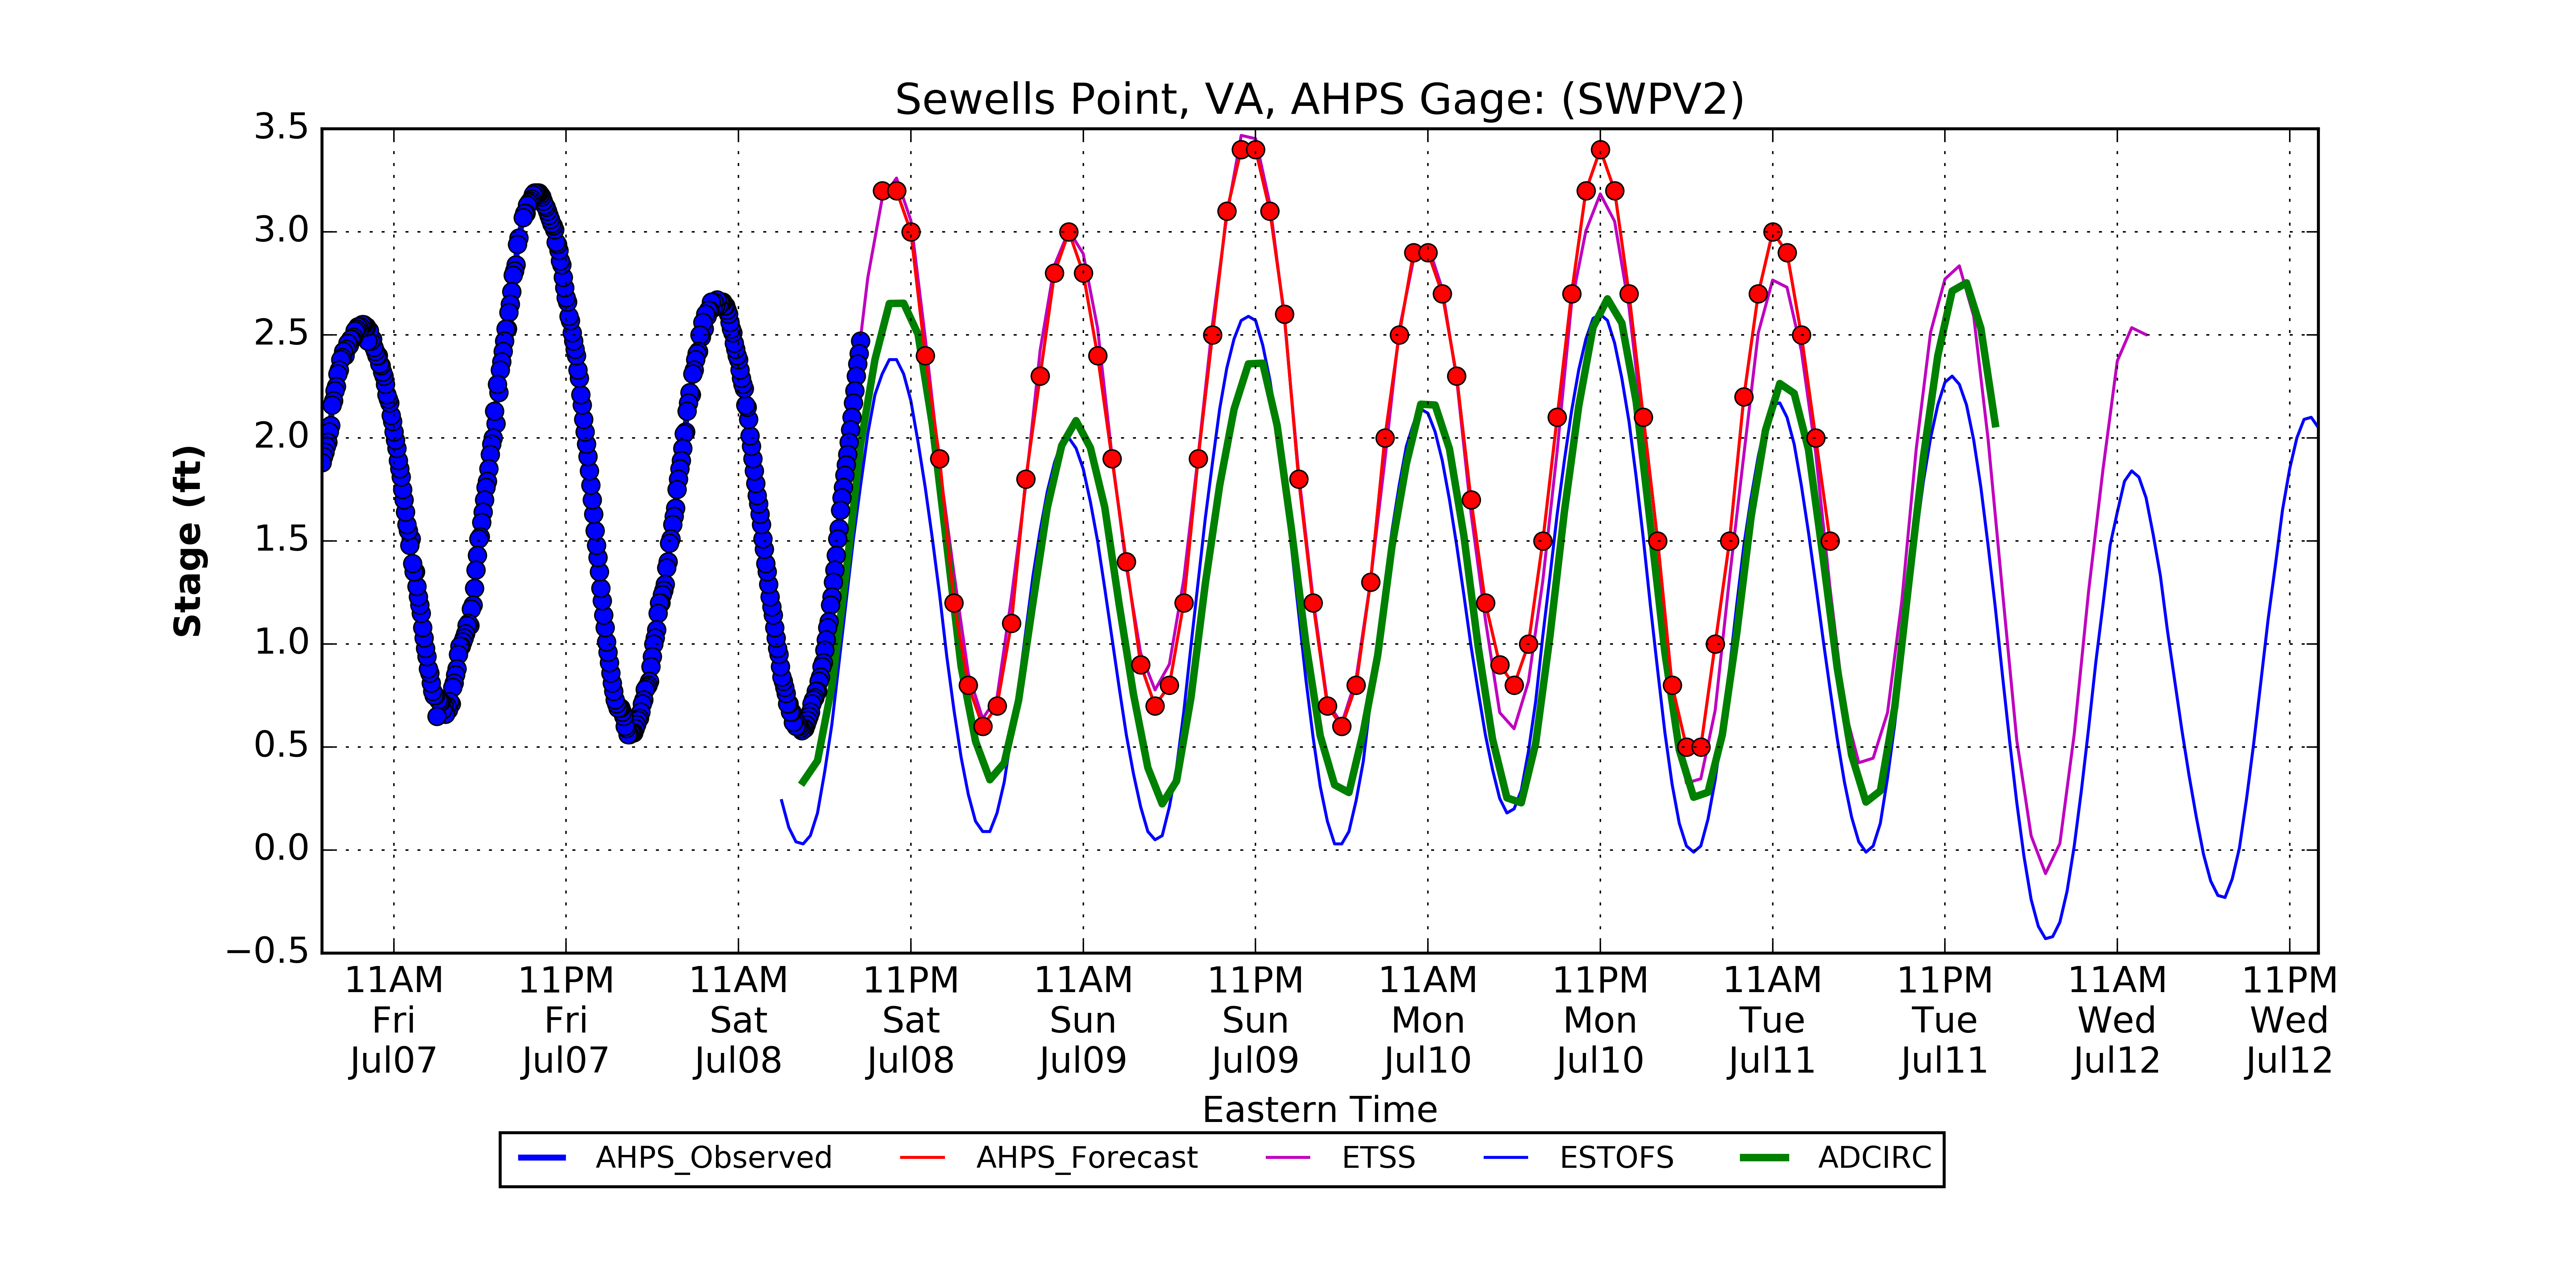 Sewells Point, VA, AHPS Gage: (SWPV2)
3.5
3.0
2.5
2.0
1.5
1.0
0.5
0.0
−0.5
Stage (ft)
11AM 11PM 11AM 11PM 11AM 11PM 11AM 11PM 11AM 11PM 11AM 11PM
Fri Fri Sat Sat Sun Sun Mon Mon Tue Tue Wed Wed
Jul07 Jul07 Jul08 Jul08 Jul09 Jul09 Jul10 Jul10 Jul11 Jul11 Jul12 Jul12
Eastern Time
AHPS_Observed AHPS_Forecast ETSS ESTOFS ADCIRC